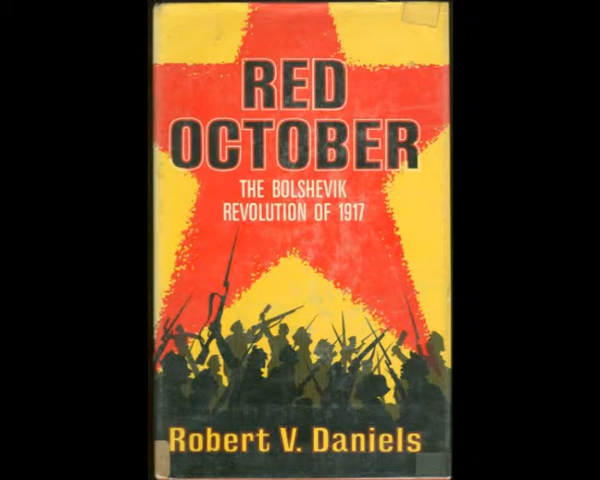 RED
OCTOBER
THE BOLSHEVIK
REVOLUTION OF 1917
Robert V. Daniels